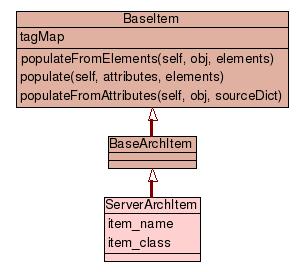 BaseItem
tagMap
populateFromElements(self, obj, elements)
populate(self, attributes, elements)
populateFromAttributes(self, obj, sourceDict)
BaseArchItem
ServerArchItem
item_name
item_class